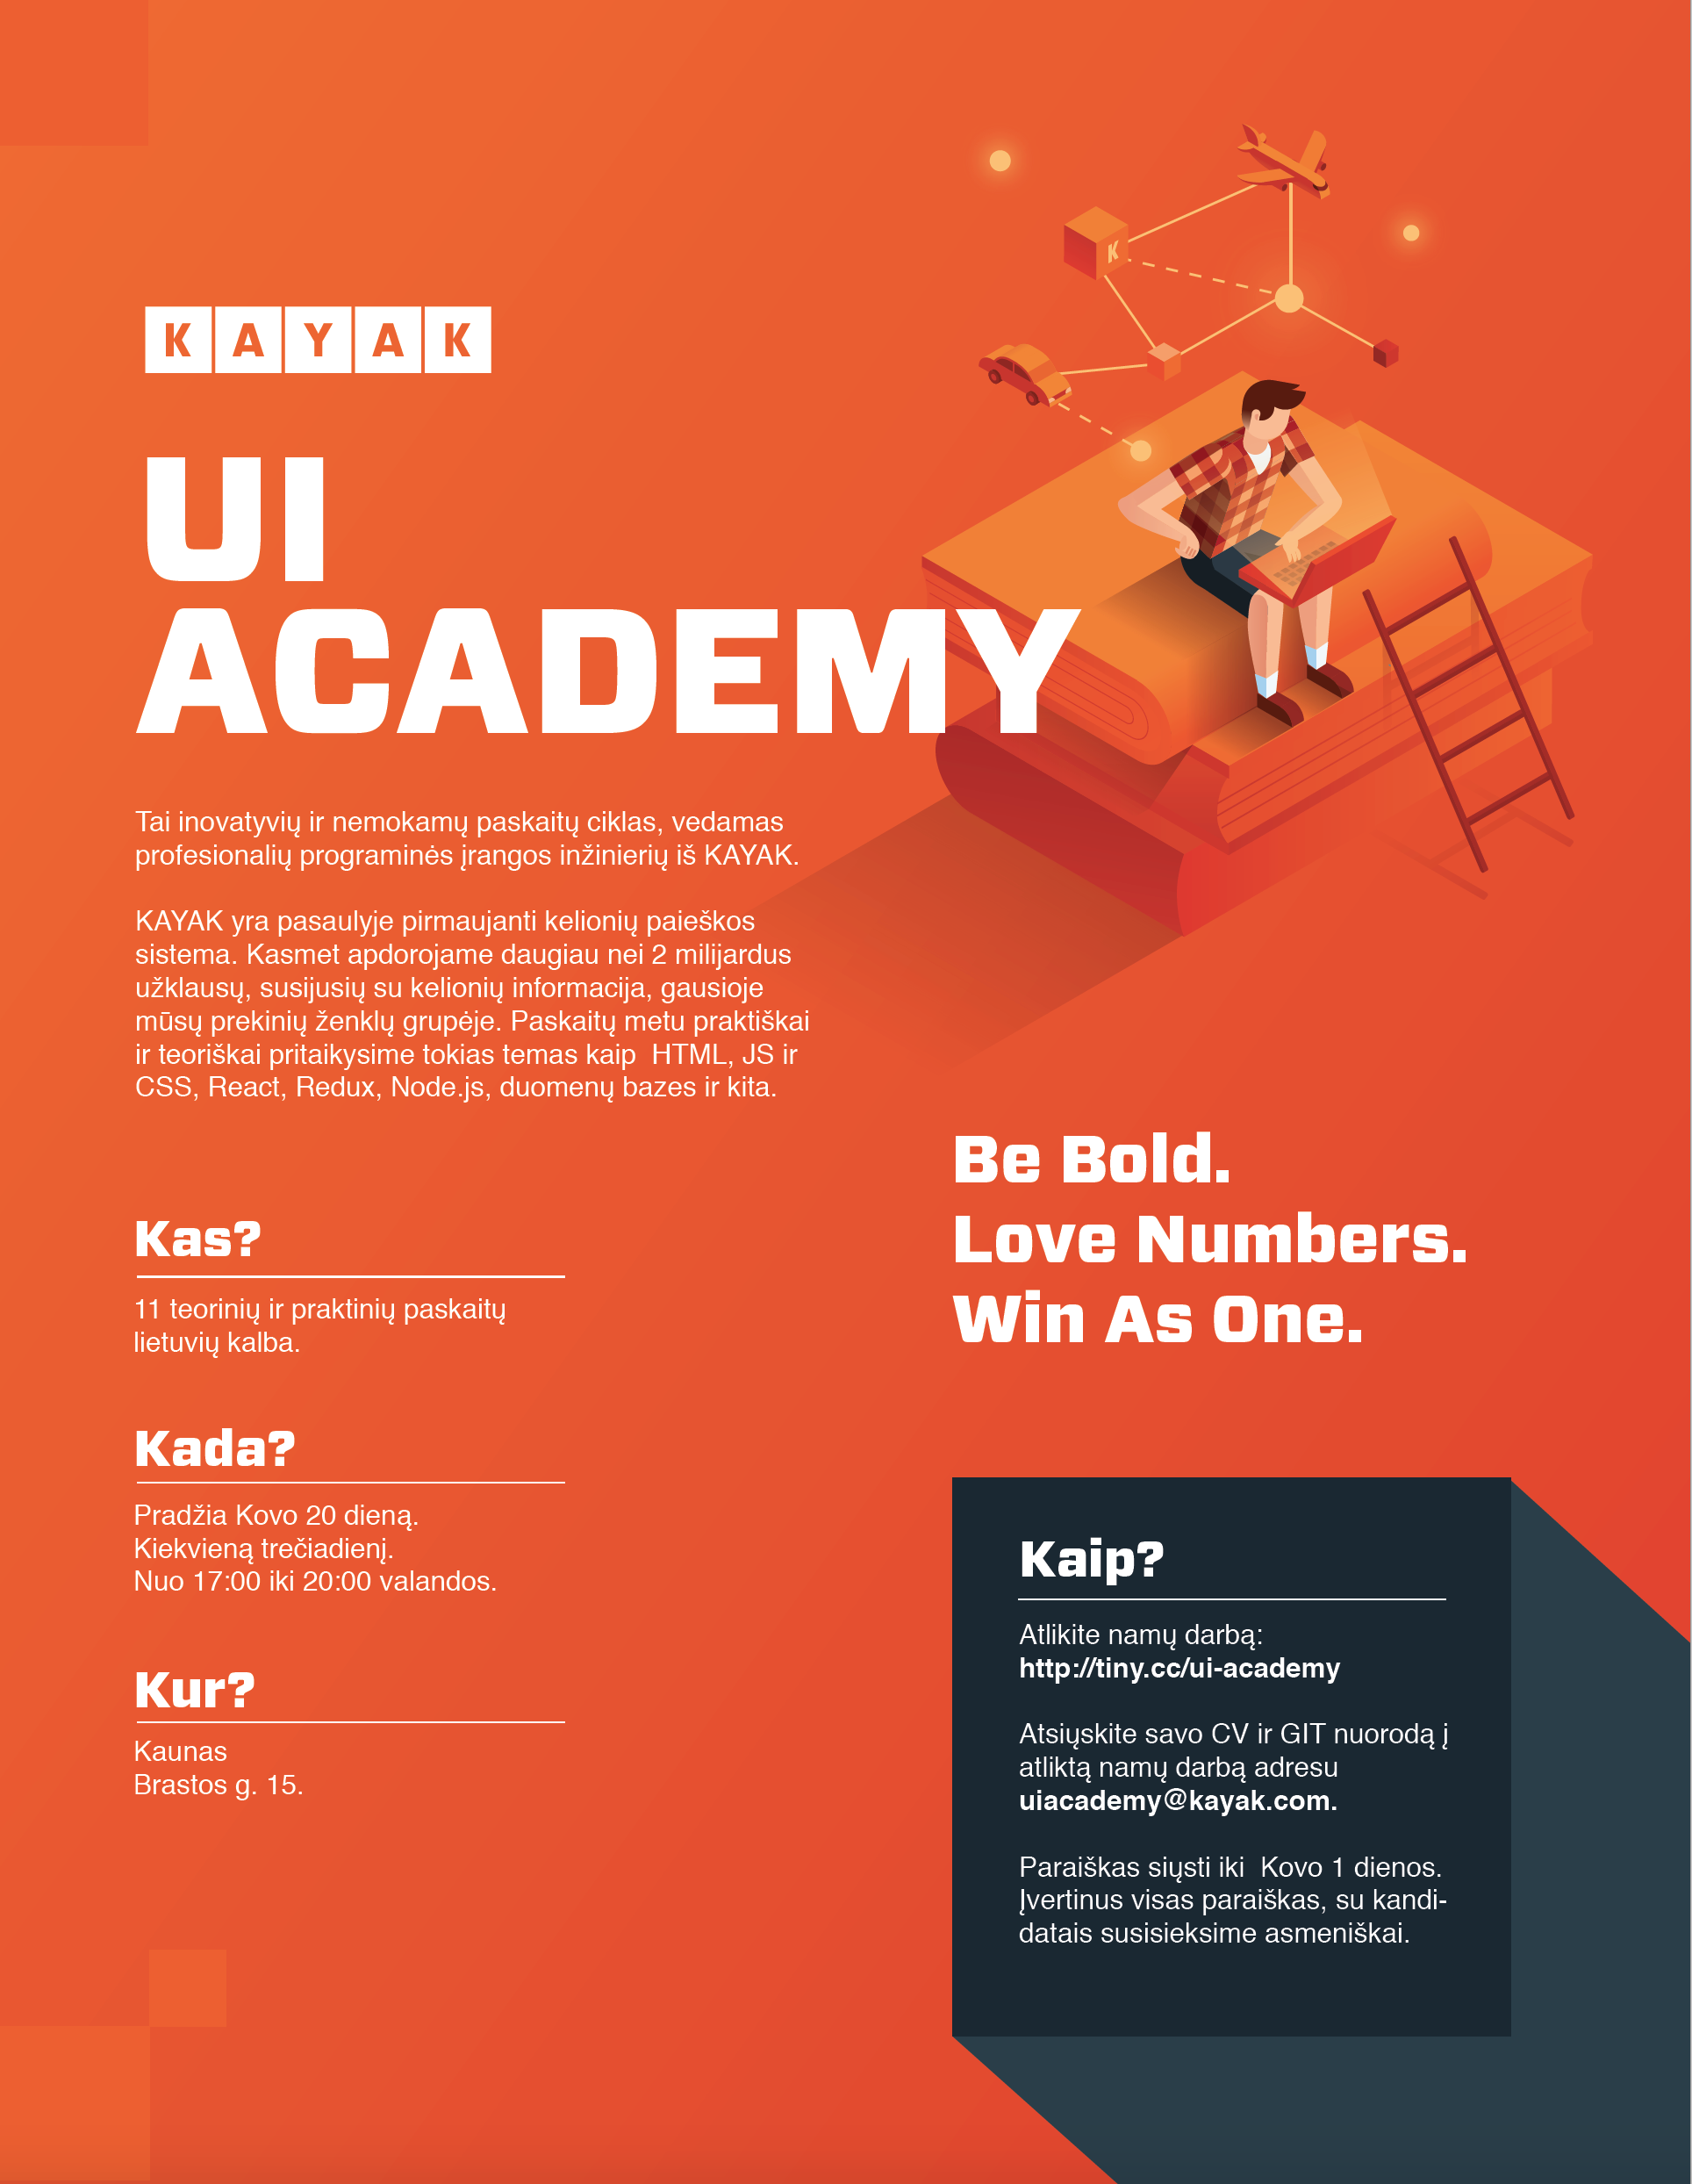 KAYAK
UI
ACADEMY
K
Tai inovatyvių ir nemokamų paskaitų ciklas, vedamas
profesionalių programinės įrangos inžinierių iš KAYAK.
KAYAK yra pasaulyje pirmaujanti kelionių paieškos
sistema. Kasmet apdorojame daugiau nei 2 milijardus
užklausų, susijusių su kelionių informacija, gausioje
mūsų prekinių ženklų grupėje. Paskaitų metu praktiškai
ir teoriškai pritaikysime tokias temas kaip  HTML, JS ir
CSS, React, Redux, Node.js, duomenų bazes ir kita.
Kas?
11 teorinių ir praktinių paskaitų
lietuvių kalba.
Kada?
Pradžia Kovo 20 dieną.
Kiekvieną trečiadienį.
Nuo 17:00 iki 20:00 valandos.
Kur?
Kaunas
Brastos g. 15.
Be Bold.
Love Numbers.
Win As One.
Kaip?
Atlikite namų darbą:
http://tiny.cc/ui-academy
Atsiųskite savo CV ir GIT nuorodą į
atliktą namų darbą adresu
uiacademy@kayak.com.
Paraiškas siųsti iki  Kovo 1 dienos.
Įvertinus visas paraiškas, su kandi-
datais susisieksime asmeniškai.